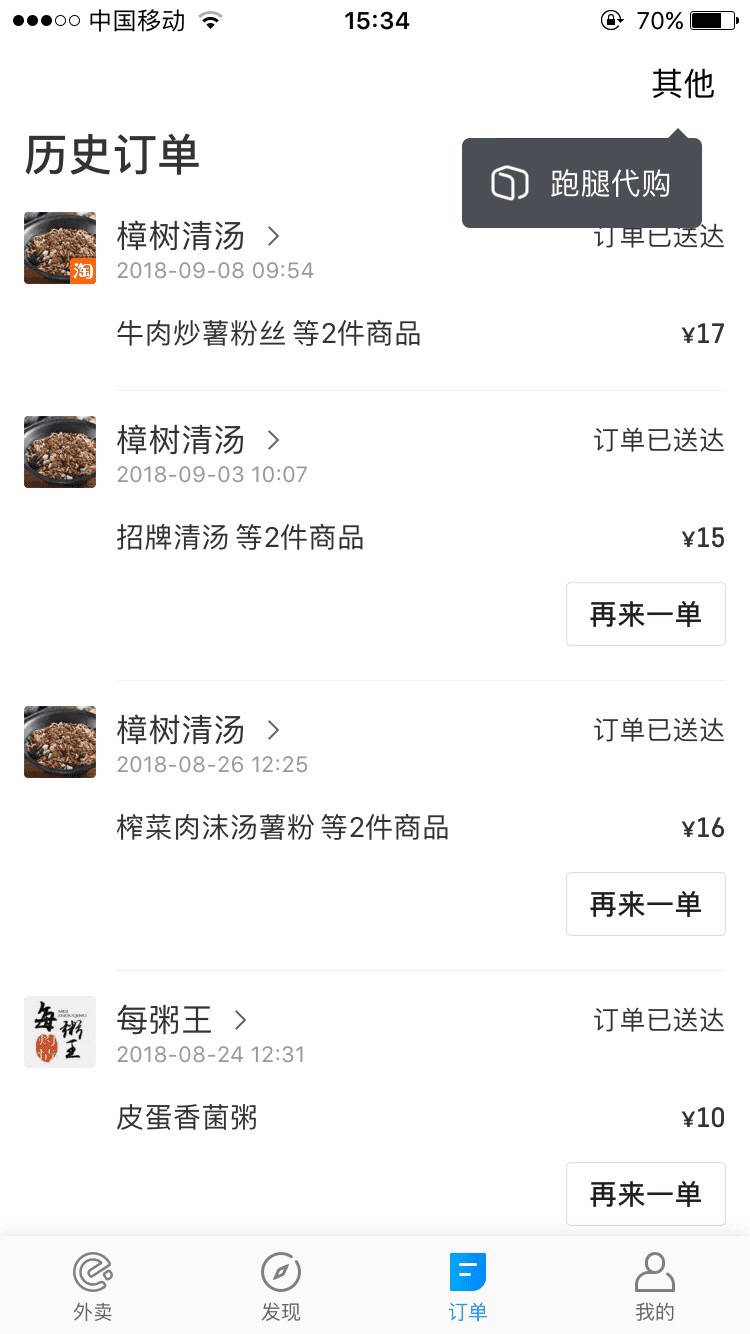 中国移动
15:34
70%
其他
历史订单
跑腿代购
樟树清汤
订单已送达
淘
2018-09-08 09:54
牛肉炒薯粉丝 等2件商品
¥17
樟树清汤
订单已送达
2018-09-03 10:07
招牌清汤 等2件商品
¥15
再来一单
樟树清汤
订单已送达
2018-08-26 12:25
榨菜肉沫汤薯粉 等2件商品
¥16
再来一单
每粥王
每粥王
订单已送达
2018-08-24 12:31
皮蛋香菌粥
¥10
再来一单
外卖
发现
订单
我的